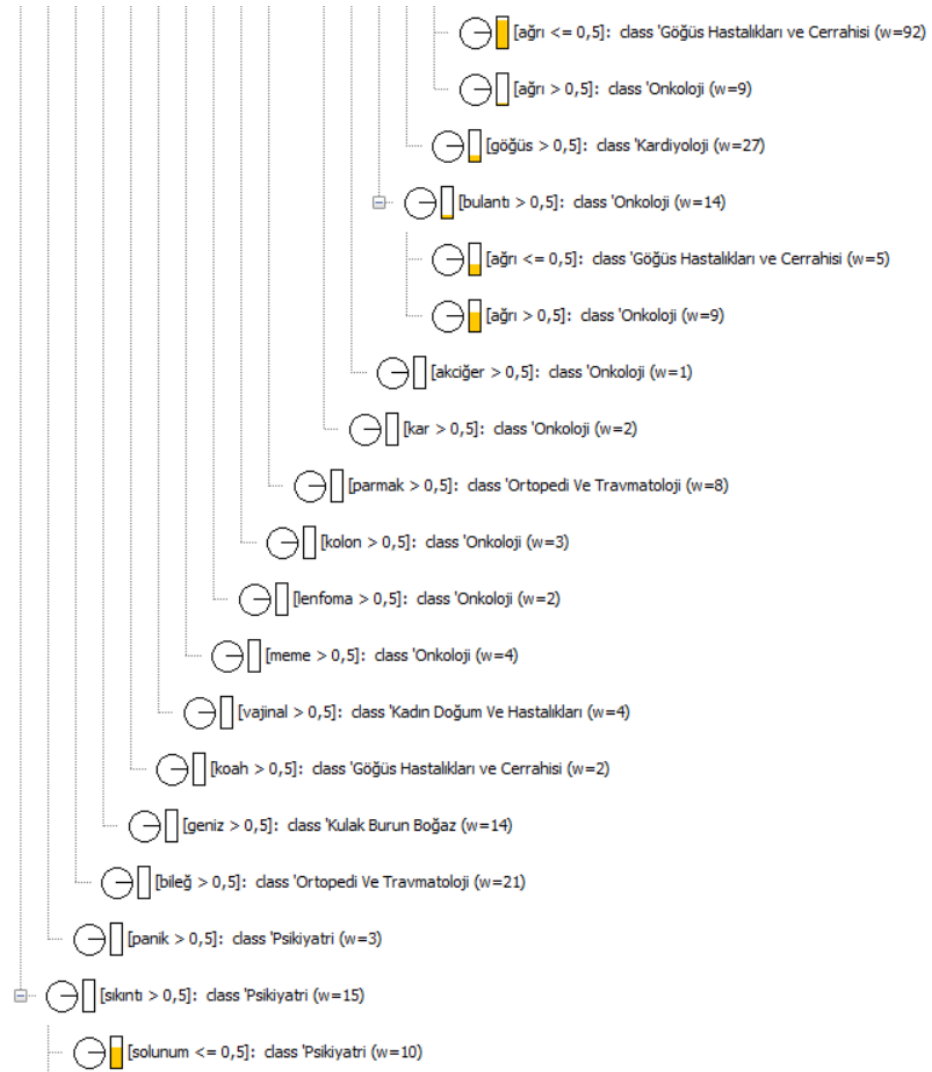 [ağrı <= 0,5]: class 'Göğüs Hastalıkları ve Cerrahisi (w=92)
[ağrı > 0,5]: class 'Onkoloji (w=9)
[göğüs > 0,5]: class 'Kardiyoloji (w=27)
[bulantı > 0,5]: class 'Onkoloji (w=14)
[ağrı <= 0,5]: class 'Göğüs Hastalıkları ve Cerrahisi (w=5)
[ağrı > 0,5]: class 'Onkoloji (w=9)
[akciğer > 0,5]: class 'Onkoloji (w=1)
[kar > 0,5]: class 'Onkoloji (w=2)
[parmak > 0,5]: class 'Ortopedi Ve Travmatoloji (w=8)
[kolon > 0,5]: class 'Onkoloji (w=3)
[lenfoma > 0,5]: class 'Onkoloji (w=2)
[meme > 0,5]: class 'Onkoloji (w=4)
[vajinal > 0,5]: class 'Kadın Doğum Ve Hastalıkları (w=4)
[koah > 0,5]: class 'Göğüs Hastalıkları ve Cerrahisi (w=2)
[geniz > 0,5]: class 'Kulak Burun Boğaz (w=14)
[bileğ > 0,5]: class 'Ortopedi Ve Travmatoloji (w=21)
[panik > 0,5]: class 'Psikiyatri (w=3)
[sıkıntı > 0,5]: class 'Psikiyatri (w=15)
[solunum <= 0,5]: class 'Psikiyatri (w=10)